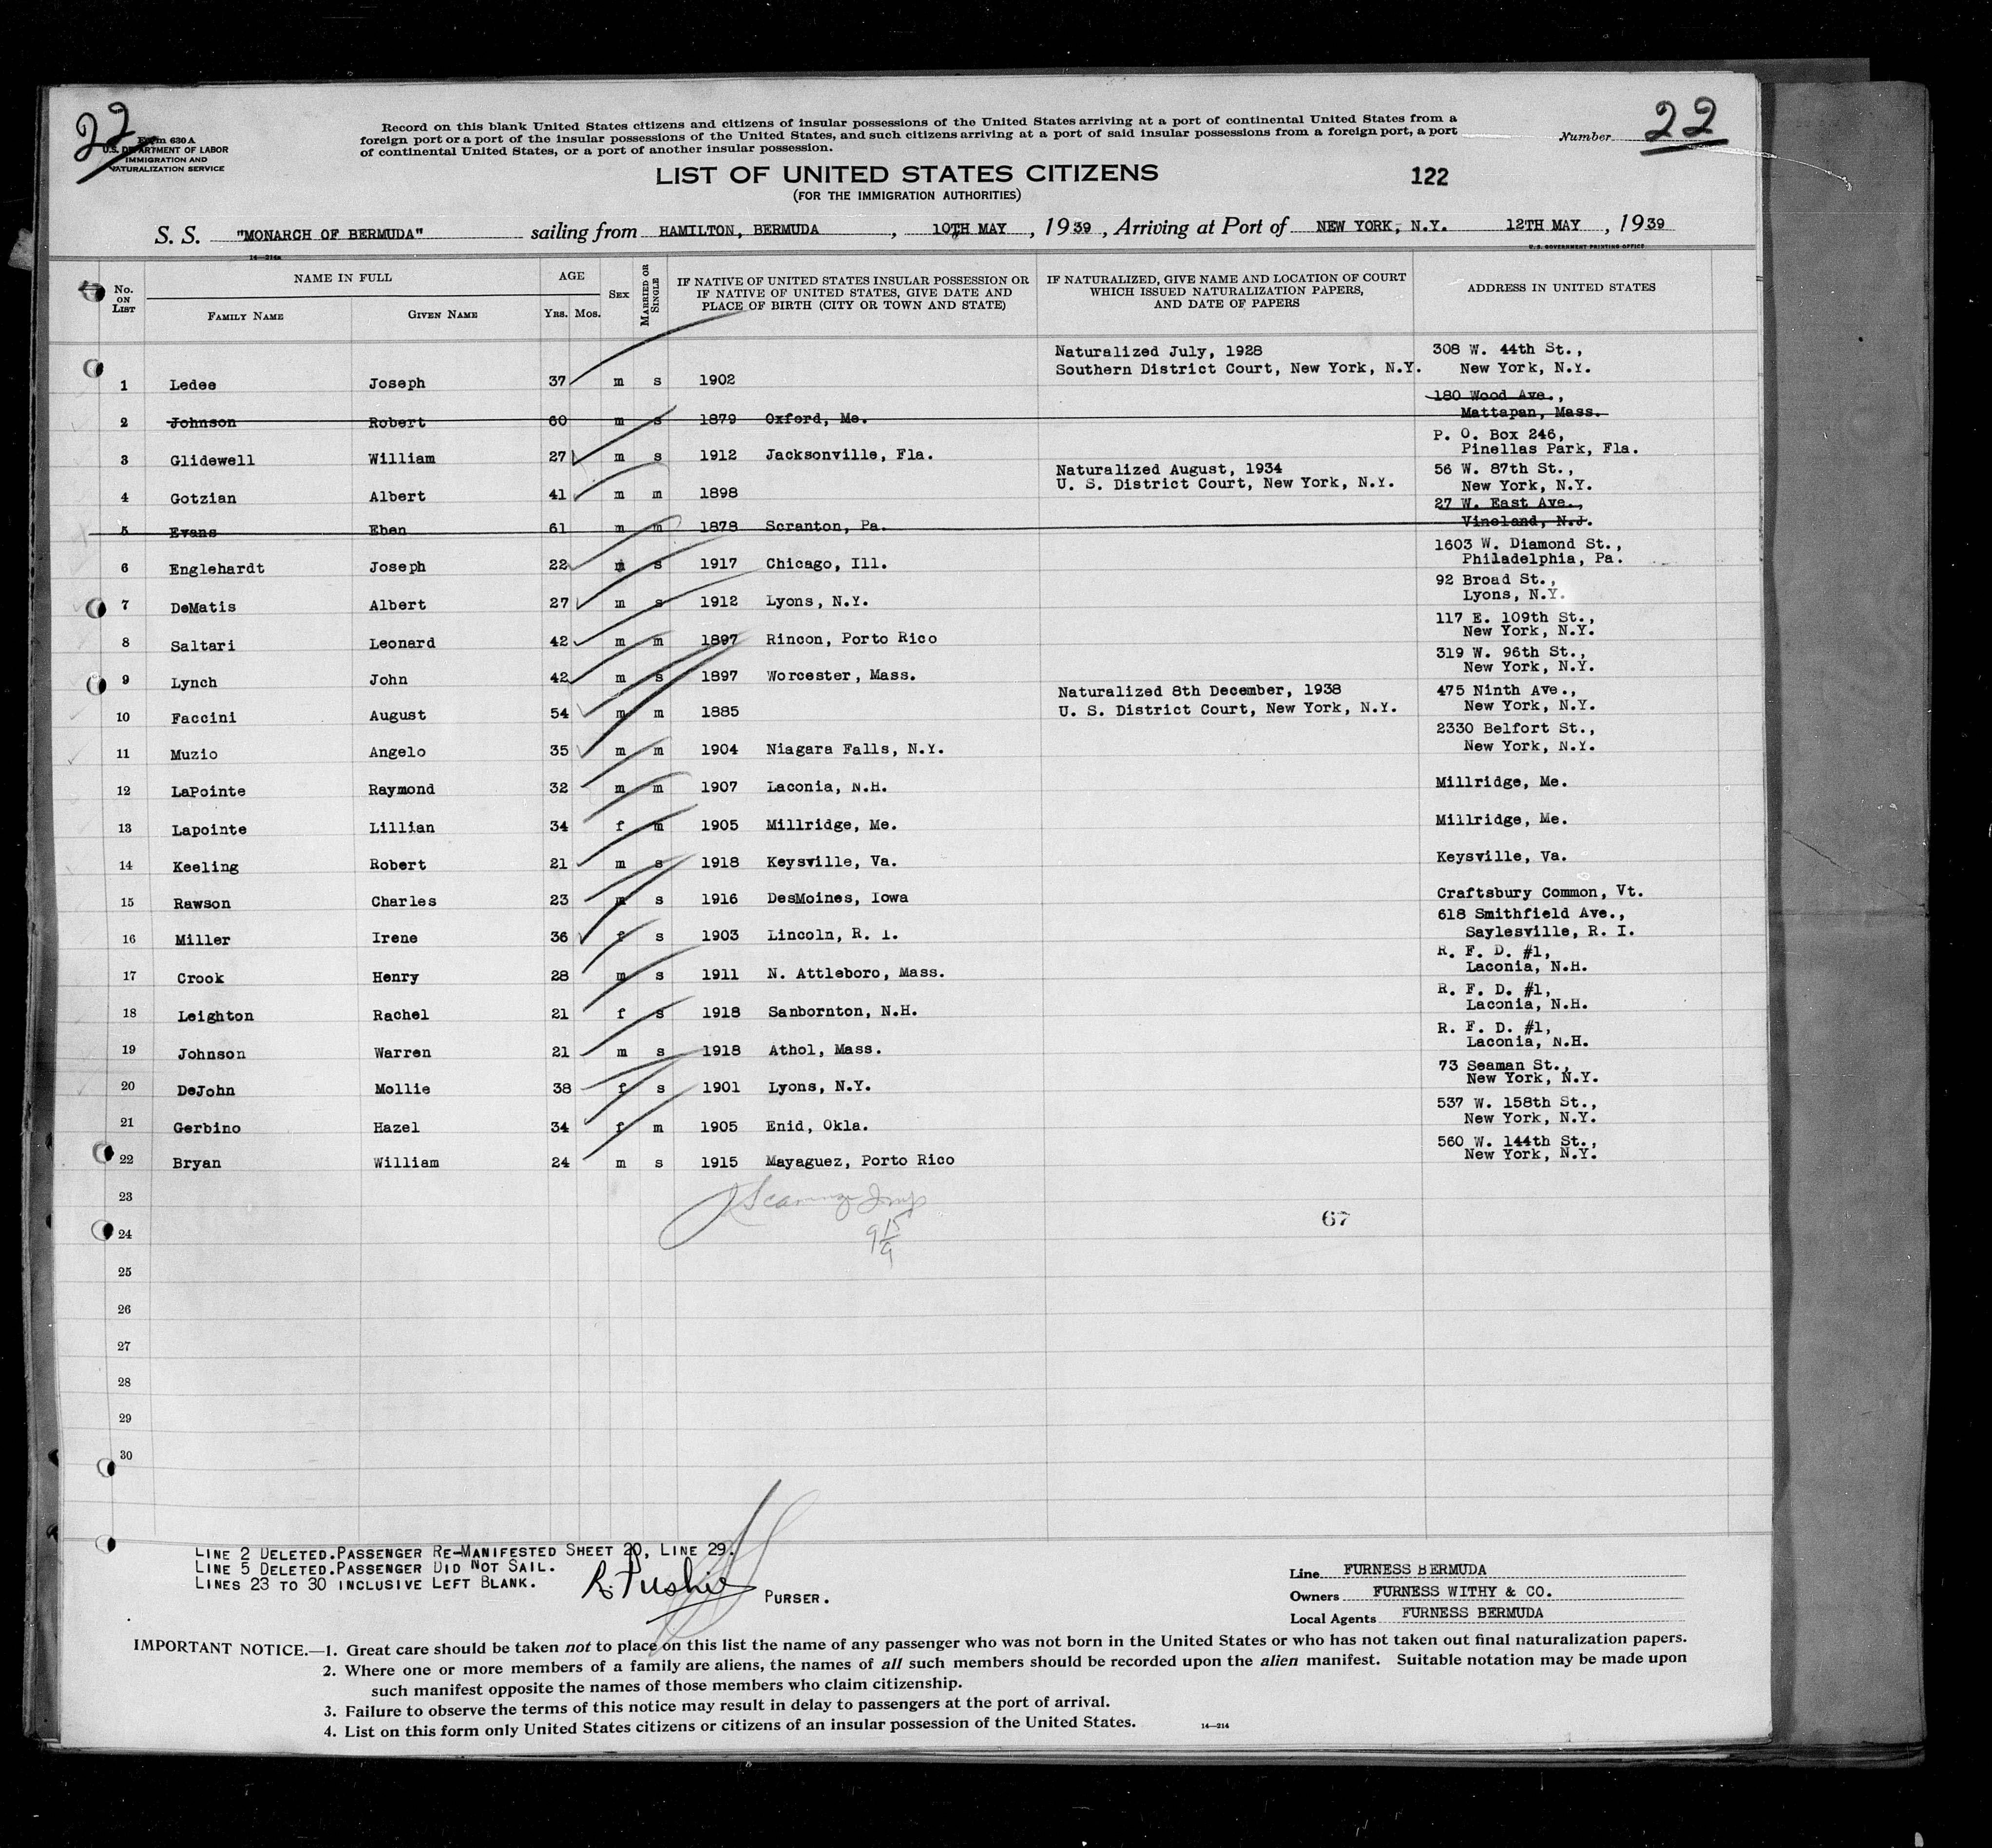 22
Form 630 A
U.S. DEPARTMENT OF LABOR
IMMIGRATION AND
NATURALIZATION SERVICE
Record on this blank United States citizens and citizens of insular possessions of the United States arriving at a port of continental United States from a
foreign port or a port of the insular possessions of the United States, and such citizens arriving at a port of said insular possessions from a foreign port, a port
of continental United States, or a port of another insular possession.
Number 22
LIST OF UNITED STATES CITIZENS
(FOR THE IMMIGRATION AUTHORITIES)
122
S. S. "MONARCH OF BERMUDA" sailing from HAMILTON, BERMUDA, 10TH MAY, 1939, Arriving at Port of NEW YORK, N.Y. 12TH MAY, 1939
14—214a
U. S. GOVERNMENT PRINTING OFFICE
No. ON LIST
NAME IN FULL
FAMILY NAME
GIVEN NAME
AGE
YRS. MOS.
SEX
MARRIED OR SINGLE
IF NATIVE OF UNITED STATES INSULAR POSSESSION OR
IF NATIVE OF UNITED STATES, GIVE DATE AND
PLACE OF BIRTH (CITY OR TOWN AND STATE)
IF NATURALIZED, GIVE NAME AND LOCATION OF COURT
WHICH ISSUED NATURALIZATION PAPERS,
AND DATE OF PAPERS
ADDRESS IN UNITED STATES
Naturalized July, 1928 308 W. 44th St.,
Southern District Court, New York, N.Y. New York, N.Y.
1 Ledee Joseph 37 m s 1902
180 Wood Ave.,
Mattapan, Mass.
2 Johnson Robert 60 m s 1879 Oxford, Me.
P. O. Box 246,
Pinellas Park, Fla.
3 Glidewell William 27 m s 1912 Jacksonville, Fla.
Naturalized August, 1934 56 W. 87th St.,
U. S. District Court, New York, N.Y. New York, N.Y.
4 Gotzian Albert 41 m m 1898
27 W. East Ave.,
Vineland, N.J.
5 Evans Eben 61 m m 1878 Scranton, Pa.
1603 W. Diamond St.,
Philadelphia, Pa.
6 Englehardt Joseph 22 m s 1917 Chicago, Ill.
92 Broad St.,
Lyons, N.Y.
7 DeMatis Albert 27 m s 1912 Lyons, N.Y.
117 E. 109th St.,
New York, N.Y.
8 Saltari Leonard 42 m m 1897 Rincon, Porto Rico
319 W. 96th St.,
New York, N.Y.
9 Lynch John 42 m s 1897 Worcester, Mass.
Naturalized 8th December, 1938 475 Ninth Ave.,
U. S. District Court, New York, N.Y. New York, N.Y.
10 Faccini August 54 m m 1885
2330 Belfort St.,
New York, N.Y.
11 Muzio Angelo 35 m m 1904 Niagara Falls, N.Y.
12 LaPointe Raymond 32 m m 1907 Laconia, N.H. Millridge, Me.
13 Lapointe Lillian 34 f m 1905 Millridge, Me. Millridge, Me.
14 Keeling Robert 21 m s 1918 Keysville, Va. Keysville, Va.
15 Rawson Charles 23 m s 1916 DesMoines, Iowa Craftsbury Common, Vt.
618 Smithfield Ave.,
Saylesville, R. I.
16 Miller Irene 36 f s 1903 Lincoln, R. I.
R. F. D. #1,
Laconia, N.H.
17 Crook Henry 28 m s 1911 N. Attleboro, Mass.
R. F. D. #1,
Laconia, N.H.
18 Leighton Rachel 21 f s 1918 Sanbornton, N.H.
R. F. D. #1,
Laconia, N.H.
19 Johnson Warren 21 m s 1918 Athol, Mass.
73 Seaman St.,
New York, N.Y.
20 DeJohn Mollie 38 f s 1901 Lyons, N.Y.
537 W. 158th St.,
New York, N.Y.
21 Gerbino Hazel 34 f m 1905 Enid, Okla.
560 W. 144th St.,
New York, N.Y.
22 Bryan William 24 m s 1915 Mayaguez, Porto Rico
23
67
24
25
26
27
28
29
30
LINE 2 DELETED.PASSENGER RE-MANIFESTED SHEET 20, LINE 29.
LINE 5 DELETED.PASSENGER DID NOT SAIL.
LINES 23 TO 30 INCLUSIVE LEFT BLANK.
PURSER.
Line FURNESS BERMUDA
Owners FURNESS WITHY & CO.
Local Agents FURNESS BERMUDA
IMPORTANT NOTICE.—1. Great care should be taken not to place on this list the name of any passenger who was not born in the United States or who has not taken out final naturalization papers.
2. Where one or more members of a family are aliens, the names of all such members should be recorded upon the alien manifest. Suitable notation may be made upon
such manifest opposite the names of those members who claim citizenship.
3. Failure to observe the terms of this notice may result in delay to passengers at the port of arrival.
4. List on this form only United States citizens or citizens of an insular possession of the United States.
14—214